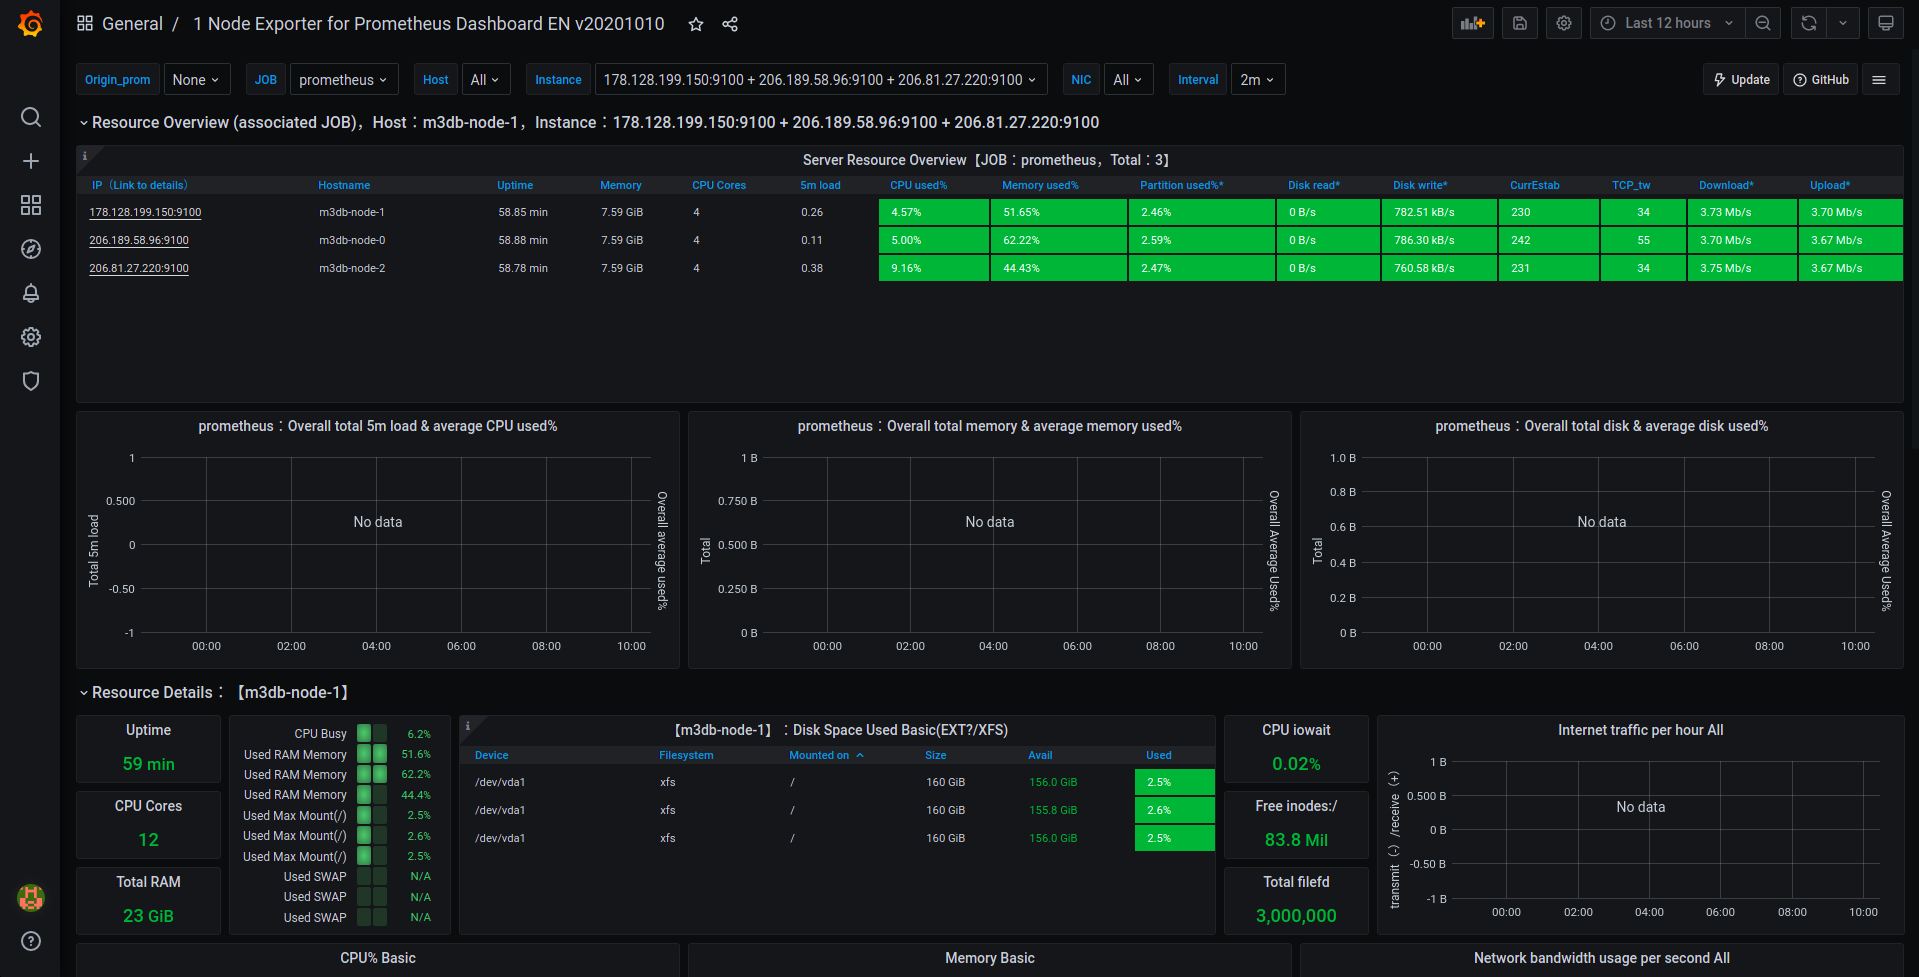 General / 1 Node Exporter for Prometheus Dashboard EN v20201010
Last 12 hours
Origin_prom None JOB prometheus Host All Instance 178.128.199.150:9100 + 206.189.58.96:9100 + 206.81.27.220:9100 NIC All Interval 2m Update GitHub
Resource Overview (associated JOB)，Host：m3db-node-1，Instance：178.128.199.150:9100 + 206.189.58.96:9100 + 206.81.27.220:9100
Server Resource Overview【JOB：prometheus，Total：3】
IP（Link to details） Hostname Uptime Memory CPU Cores 5m load CPU used% Memory used% Partition used%* Disk read* Disk write* CurrEstab TCP_tw Download* Upload*
178.128.199.150:9100 m3db-node-1 58.85 min 7.59 GiB 4 0.26 4.57% 51.65% 2.46% 0 B/s 782.51 kB/s 230 34 3.73 Mb/s 3.70 Mb/s
206.189.58.96:9100 m3db-node-0 58.88 min 7.59 GiB 4 0.11 5.00% 62.22% 2.59% 0 B/s 786.30 kB/s 242 55 3.70 Mb/s 3.67 Mb/s
206.81.27.220:9100 m3db-node-2 58.78 min 7.59 GiB 4 0.38 9.16% 44.43% 2.47% 0 B/s 760.58 kB/s 231 34 3.75 Mb/s 3.67 Mb/s
prometheus：Overall total 5m load & average CPU used%
Total 5m load
1
0.500
0
-0.50
-1
No data
00:00 02:00 04:00 06:00 08:00 10:00
Overall average used%
prometheus：Overall total memory & average memory used%
Total
1 B
0.750 B
0.500 B
0.250 B
0 B
No data
00:00 02:00 04:00 06:00 08:00 10:00
Overall Average Used%
prometheus：Overall total disk & average disk used%
Total
1.0 B
0.8 B
0.6 B
0.4 B
0.2 B
0 B
No data
00:00 02:00 04:00 06:00 08:00 10:00
Overall Average Used%
Resource Details：【m3db-node-1】
Uptime
59 min
CPU Cores
12
Total RAM
23 GiB
CPU Busy 6.2%
Used RAM Memory 51.6%
Used RAM Memory 62.2%
Used RAM Memory 44.4%
Used Max Mount(/) 2.5%
Used Max Mount(/) 2.6%
Used Max Mount(/) 2.5%
Used SWAP N/A
Used SWAP N/A
Used SWAP N/A
【m3db-node-1】：Disk Space Used Basic(EXT?/XFS)
Device Filesystem Mounted on Size Avail Used
/dev/vda1 xfs / 160 GiB 156.0 GiB 2.5%
/dev/vda1 xfs / 160 GiB 155.8 GiB 2.6%
/dev/vda1 xfs / 160 GiB 156.0 GiB 2.5%
CPU iowait
0.02%
Free inodes:/
83.8 Mil
Total filefd
3,000,000
Internet traffic per hour All
transmit（-）/receive（+）
1 B
0.500 B
0 B
-0.50 B
-1 B
No data
00:00 02:00 04:00 06:00 08:00 10:00
CPU% Basic
Memory Basic
Network bandwidth usage per second All